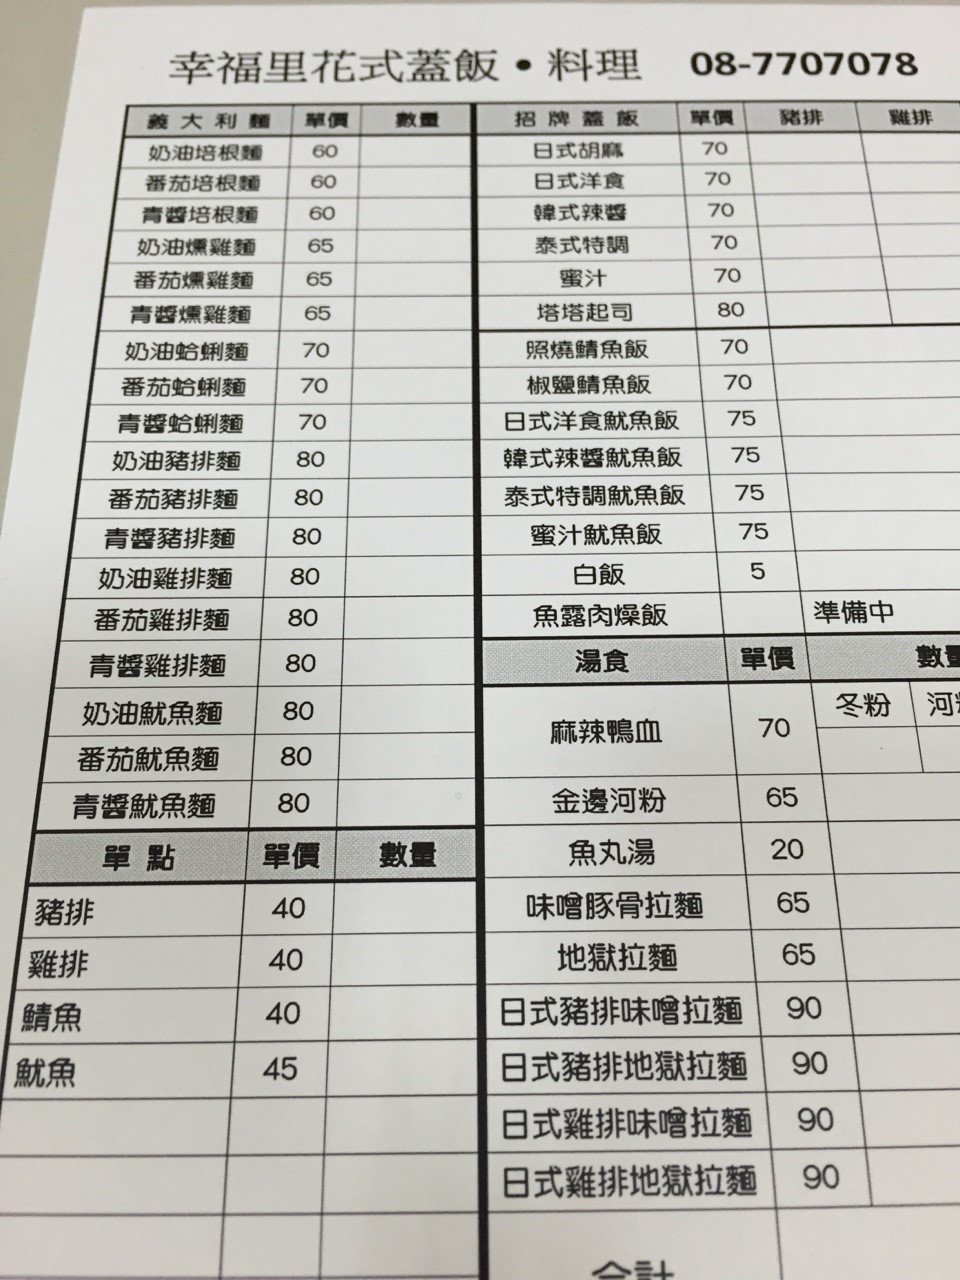 幸福里花式蓋飯•料理 08-7707078
義大利麵 單價 數量
奶油培根麵 60
番茄培根麵 60
青醬培根麵 60
奶油燻雞麵 65
番茄燻雞麵 65
青醬燻雞麵 65
奶油蛤蜊麵 70
番茄蛤蜊麵 70
青醬蛤蜊麵 70
奶油豬排麵 80
番茄豬排麵 80
青醬豬排麵 80
奶油雞排麵 80
番茄雞排麵 80
青醬雞排麵 80
奶油魷魚麵 80
番茄魷魚麵 80
青醬魷魚麵 80
單點 單價 數量
豬排 40
雞排 40
鯖魚 40
魷魚 45
招牌蓋飯 單價 豬排 雞排
日式胡麻 70
日式洋食 70
韓式辣醬 70
泰式特調 70
蜜汁 70
塔塔起司 80
照燒鯖魚飯 70
椒鹽鯖魚飯 70
日式洋食魷魚飯 75
韓式辣醬魷魚飯 75
泰式特調魷魚飯 75
蜜汁魷魚飯 75
白飯 5
魚露肉燥飯 準備中
湯食 單價 數量
麻辣鴨血 70 冬粉 河粉
金邊河粉 65
魚丸湯 20
味噌豚骨拉麵 65
地獄拉麵 65
日式豬排味噌拉麵 90
日式豬排地獄拉麵 90
日式雞排味噌拉麵 90
日式雞排地獄拉麵 90
合計